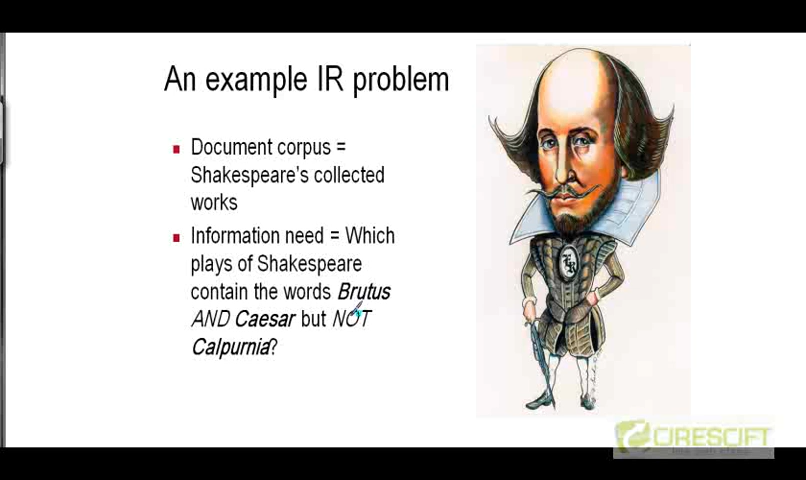 An example IR problem
Document corpus =
Shakespeare's collected
works
Information need = Which
plays of Shakespeare
contain the words Brutus
AND Caesar but NOT
Calpurnia?